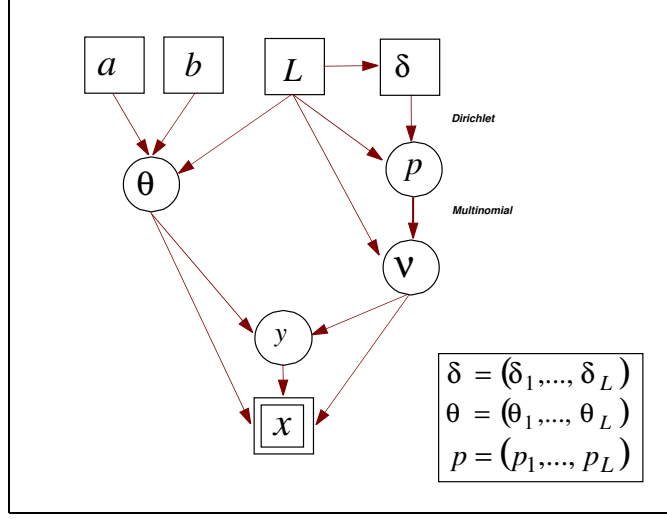 a b L δ
Dirichlet
p
θ
Multinomial
ν
y
x
δ = (δ1,..., δL)
θ = (θ1,..., θL)
p = (p1,..., pL)